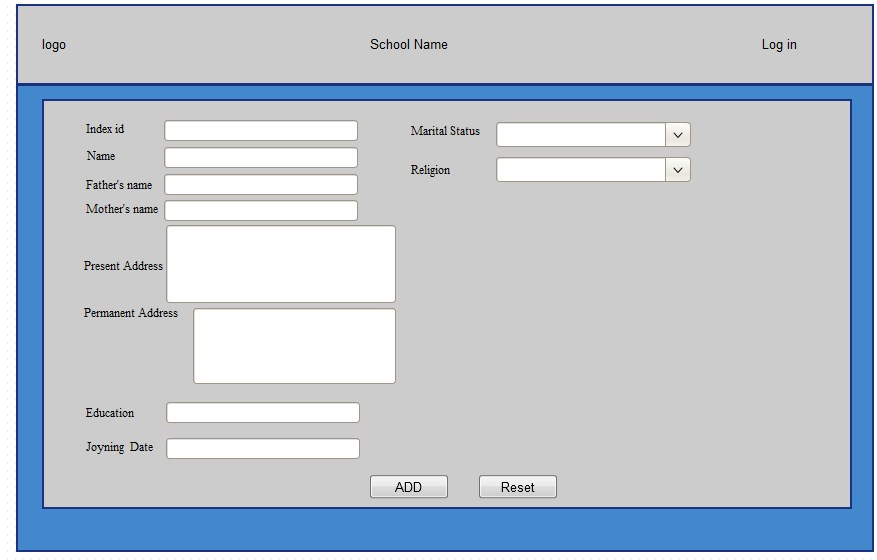 logo
School Name
Log in
Index id
Marital Status
Name
Religion
Father's name
Mother's name
Present Address
Permanent Address
Education
Joyning Date
ADD
Reset